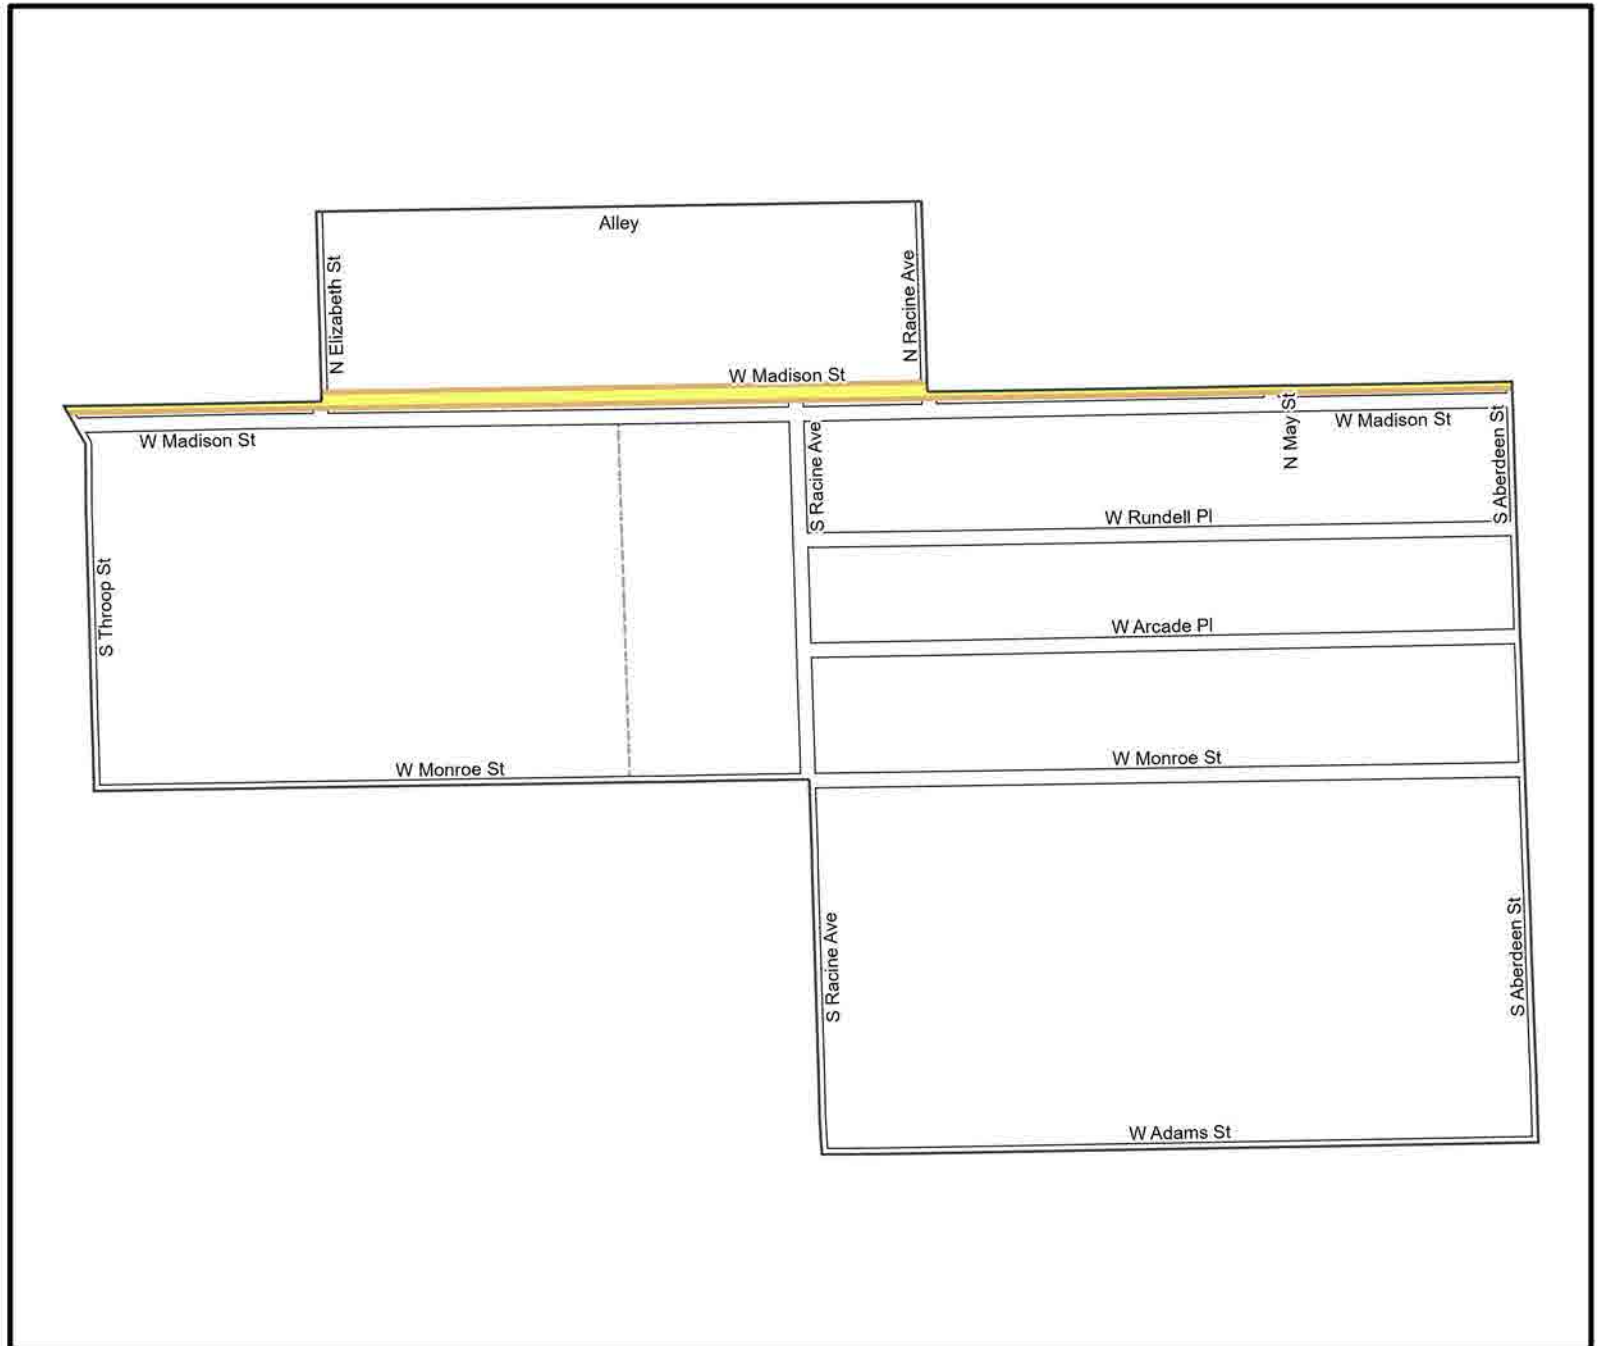 Alley
N Elizabeth St
N Racine Ave
W Madison St
W Madison St
S Racine Ave
N May St
W Madison St
S Aberdeen St
W Rundell Pl
S Throop St
W Arcade Pl
W Monroe St
W Monroe St
S Racine Ave
S Aberdeen St
W Adams St